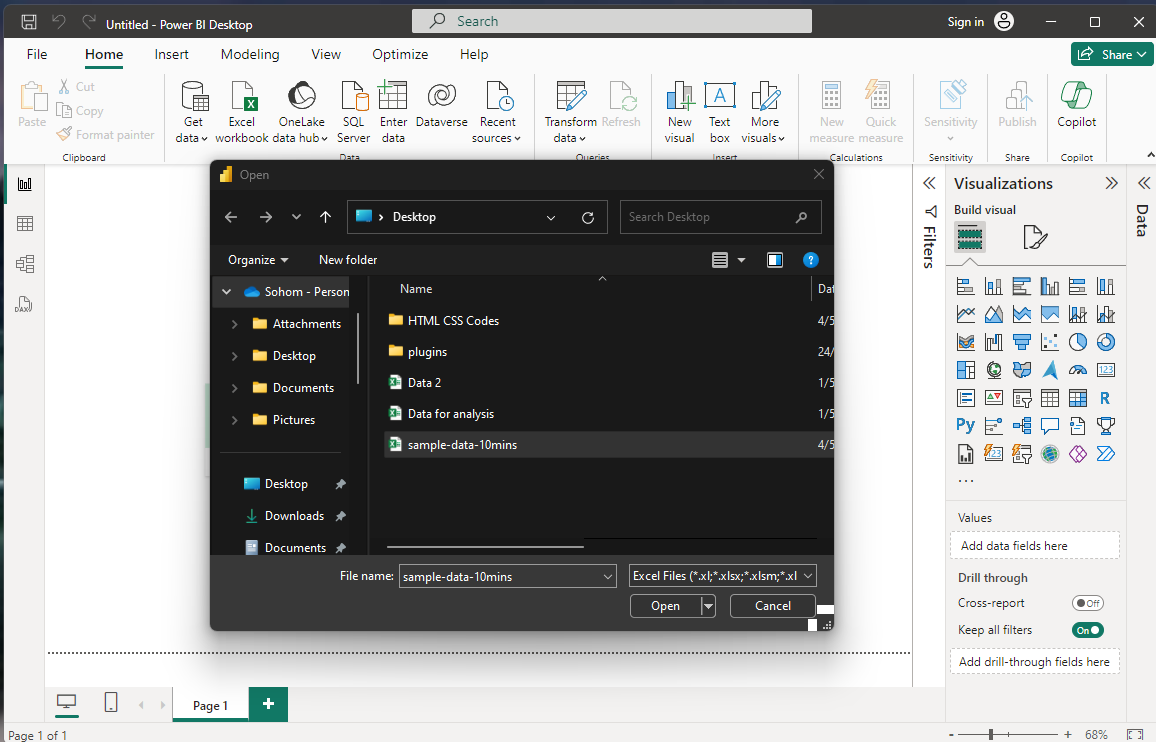 Untitled - Power BI Desktop
Search
Sign in
File Home Insert Modeling View Optimize Help
Share
Paste
Cut
Copy
Format painter
Clipboard
Get data
Excel workbook
OneLake data hub
SQL Server
Enter data
Dataverse
Recent sources
Data
Transform data
Refresh
Queries
New visual
Text box
More visuals
Insert
New measure
Quick measure
Calculations
Sensitivity
Sensitivity
Publish
Share
Copilot
Copilot
Open
Desktop
Search Desktop
Organize
New folder
Sohom - Person
Attachments
Desktop
Documents
Pictures
Desktop
Downloads
Documents
Name Dat
HTML CSS Codes 4/5
plugins 24/
Data 2 1/5
Data for analysis 1/5
sample-data-10mins 4/5
File name: sample-data-10mins
Excel Files (*.xl;*.xlsx;*.xlsm;*.xl
Open
Cancel
Filters
Visualizations
Build visual
A
123
R
Py
123
...
Values
Add data fields here
Drill through
Cross-report Off
Keep all filters On
Add drill-through fields here
Data
DAX
Page 1
Page 1 of 1
- + 68%